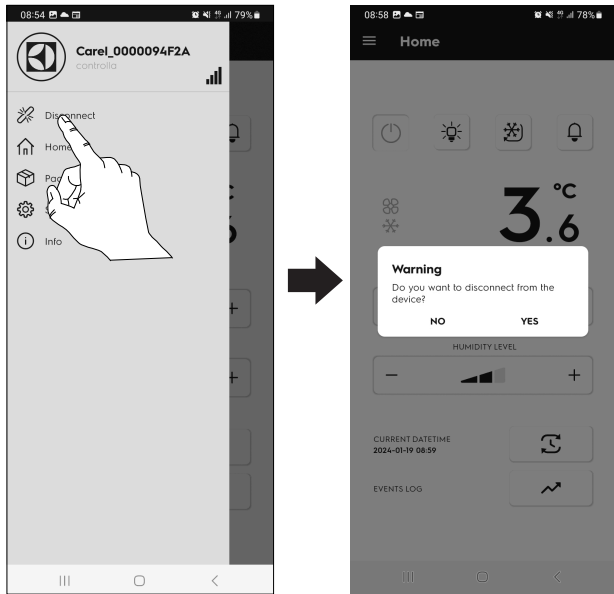 08:54
79%
Carel_0000094F2A
controlla
Disconnect
Home
Info
08:58
78%
Home
°C
3.6
Warning
Do you want to disconnect from the
device?
NO YES
HUMIDITY LEVEL
− +
CURRENT DATETIME
2024-01-19 08:59
EVENTS LOG